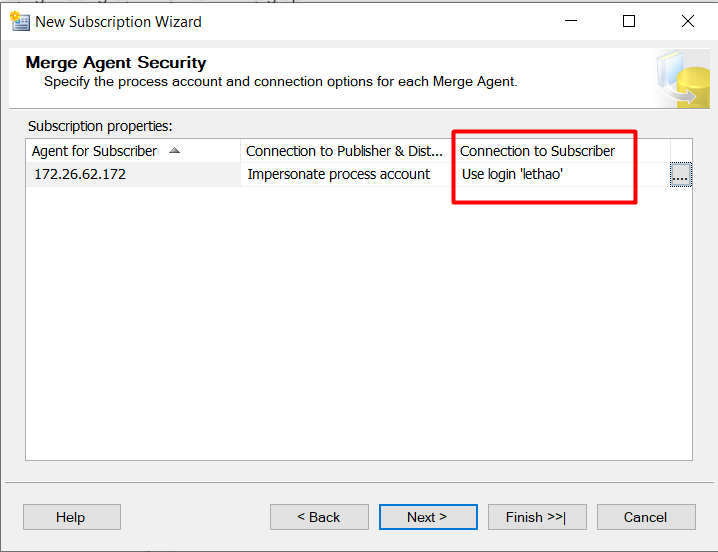 New Subscription Wizard
Merge Agent Security
Specify the process account and connection options for each Merge Agent.
Subscription properties:
Agent for Subscriber Connection to Publisher & Dist... Connection to Subscriber
172.26.62.172 Impersonate process account Use login 'lethao' ....
Help < Back Next > Finish >>| Cancel